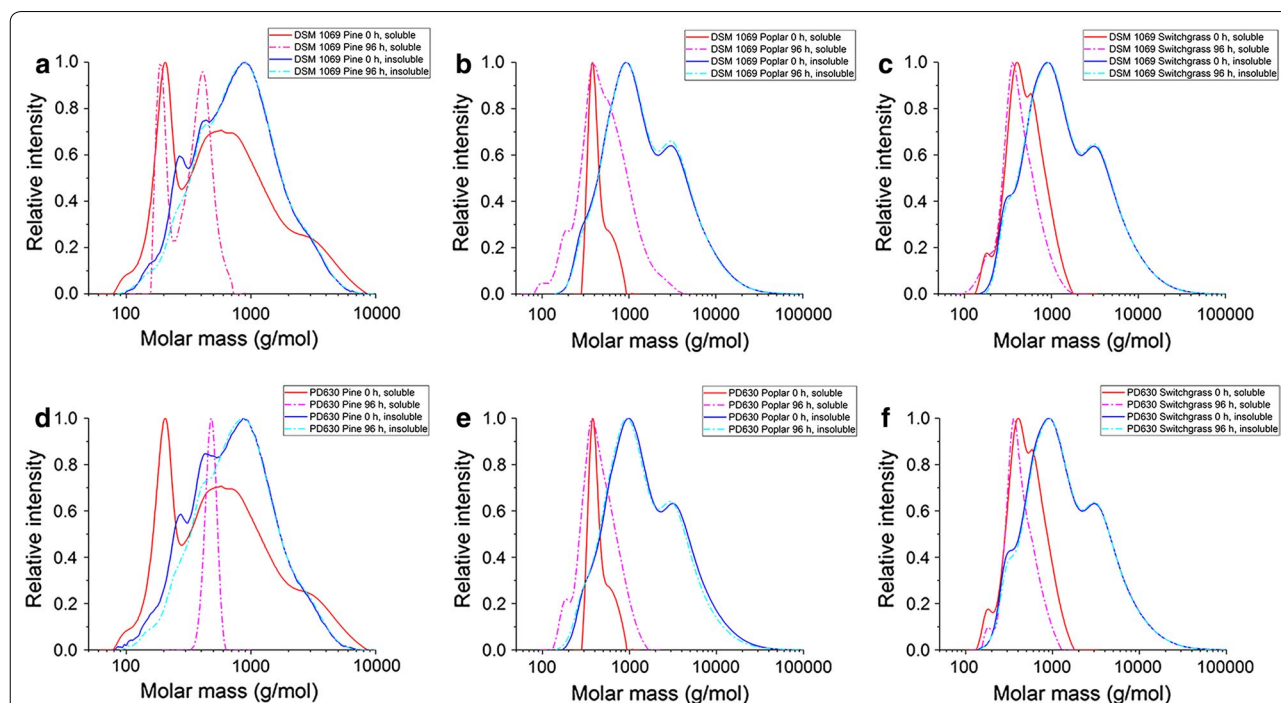 a
DSM 1069 Pine 0 h, soluble
DSM 1069 Pine 96 h, soluble
DSM 1069 Pine 0 h, insoluble
DSM 1069 Pine 96 h, insoluble
Relative intensity
1.0
0.8
0.6
0.4
0.2
0.0
100
1000
10000
Molar mass (g/mol)
b
DSM 1069 Poplar 0 h, soluble
DSM 1069 Poplar 96 h, soluble
DSM 1069 Poplar 0 h, insoluble
DSM 1069 Poplar 96 h, insoluble
Relative intensity
1.0
0.8
0.6
0.4
0.2
0.0
100
1000
10000
100000
Molar mass (g/mol)
c
DSM 1069 Switchgrass 0 h, soluble
DSM 1069 Switchgrass 96 h, soluble
DSM 1069 Switchgrass 0 h, insoluble
DSM 1069 Switchgrass 96 h, insoluble
Relative intensity
1.0
0.8
0.6
0.4
0.2
0.0
100
1000
10000
100000
Molar mass (g/mol)
d
PD630 Pine 0 h, soluble
PD630 Pine 96 h, soluble
PD630 Pine 0 h, insoluble
PD630 Pine 96 h, insoluble
Relative intensity
1.0
0.8
0.6
0.4
0.2
0.0
100
1000
10000
Molar mass (g/mol)
e
PD630 Poplar 0 h, soluble
PD630 Poplar 96 h, soluble
PD630 Poplar 0 h, insoluble
PD630 Poplar 96 h, insoluble
Relative intensity
1.0
0.8
0.6
0.4
0.2
0.0
100
1000
10000
100000
Molar mass (g/mol)
f
PD630 Switchgrass 0 h, soluble
PD630 Switchgrass 96 h, soluble
PD630 Switchgrass 0 h, insoluble
PD630 Switchgrass 96 h, insoluble
Relative intensity
1.0
0.8
0.6
0.4
0.2
0.0
100
1000
10000
100000
Molar mass (g/mol)